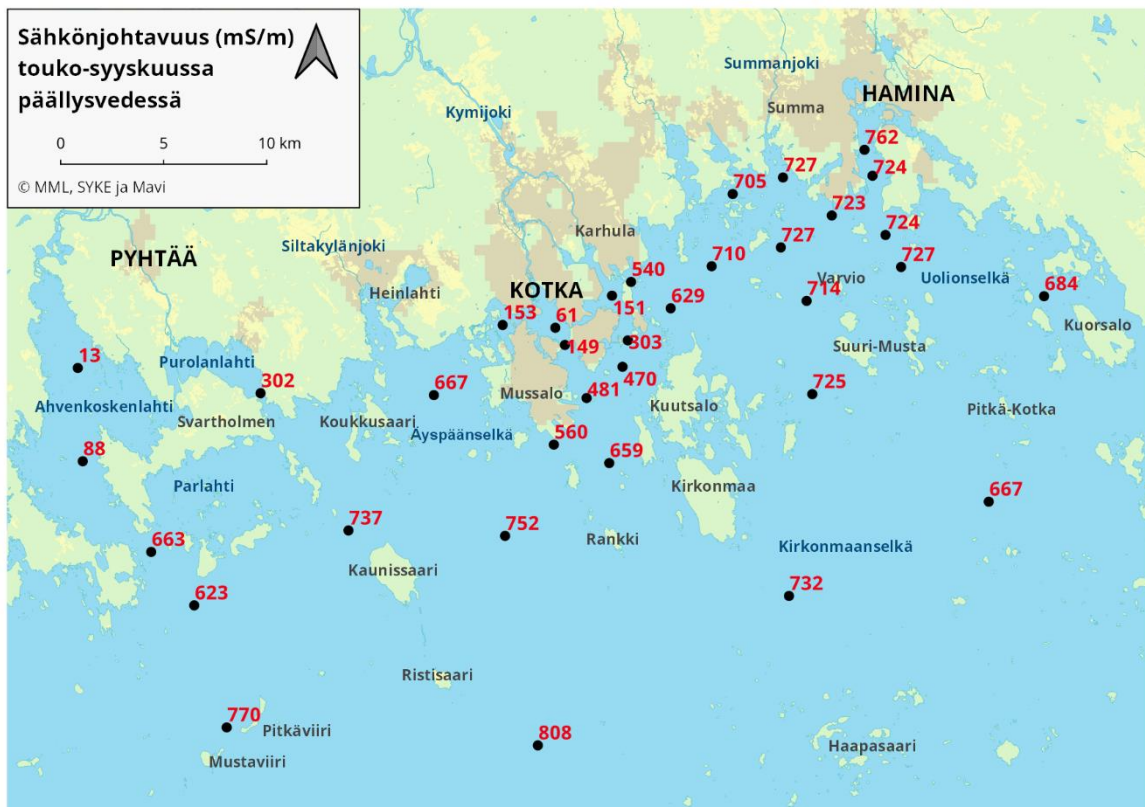 Sähkönjohtavuus (mS/m)
touko-syyskuussa
päällysvedessä
0 5 10 km
© MML, SYKE ja Mavi
Summanjoki
HAMINA
Summa
Kymijoki
762
727
724
705
723
Karhula
724
Siltakylänjoki
PYHTÄÄ
727
710
727
Varvio
Uolionselkä
540
Heinlahti
KOTKA
151
629
714
684
153
61
Kuorsalo
149
303
Suuri-Musta
13
Purolanlahti
470
302
667
Mussalo
481
725
Ahvenkoskenlahti
Svartholmen
Koukkusaari
Kuutsalo
Pitkä-Kotka
Äyspäänselkä
560
88
659
Parlahti
Kirkonmaa
667
737
752
Rankki
663
Kirkonmaanselkä
Kaunissaari
732
623
Ristisaari
770
Pitkäviiri
808
Haapasaari
Mustaviiri